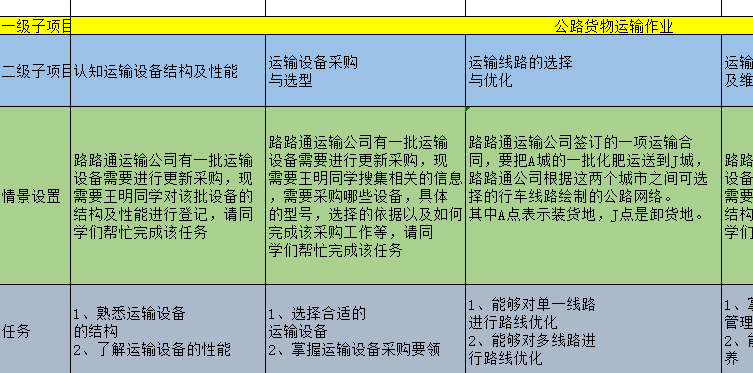 一级子项目
公路货物运输作业
二级子项目
认知运输设备结构及性能
运输设备采购
与选型
运输线路的选择
与优化
运输
及维
情景设置
路路通运输公司有一批运输
设备需要进行更新采购，现
需要王明同学对该批设备的
结构及性能进行登记，请同
学们帮忙完成该任务
路路通运输公司有一批运输
设备需要进行更新采购，现
需要王明同学搜集相关的信息
，需要采购哪些设备，具体
的型号，选择的依据以及如何
完成该采购工作等，请同
学们帮忙完成该任务
路路通运输公司签订的一项运输合
同，要把A城的一批化肥运送到J城，
路路通公司根据这两个城市之间可选
择的行车线路绘制的公路网络。
其中A点表示装货地，J点是卸货地。
路路
设备
需要
结构
学们
任务
1、熟悉运输设备
的结构
2、了解运输设备的性能
1、选择合适的
运输设备
2、掌握运输设备采购要领
1、能够对单一线路
进行路线优化
2、能够对多线路进
行路线优化
1、掌
管理
2、能
养